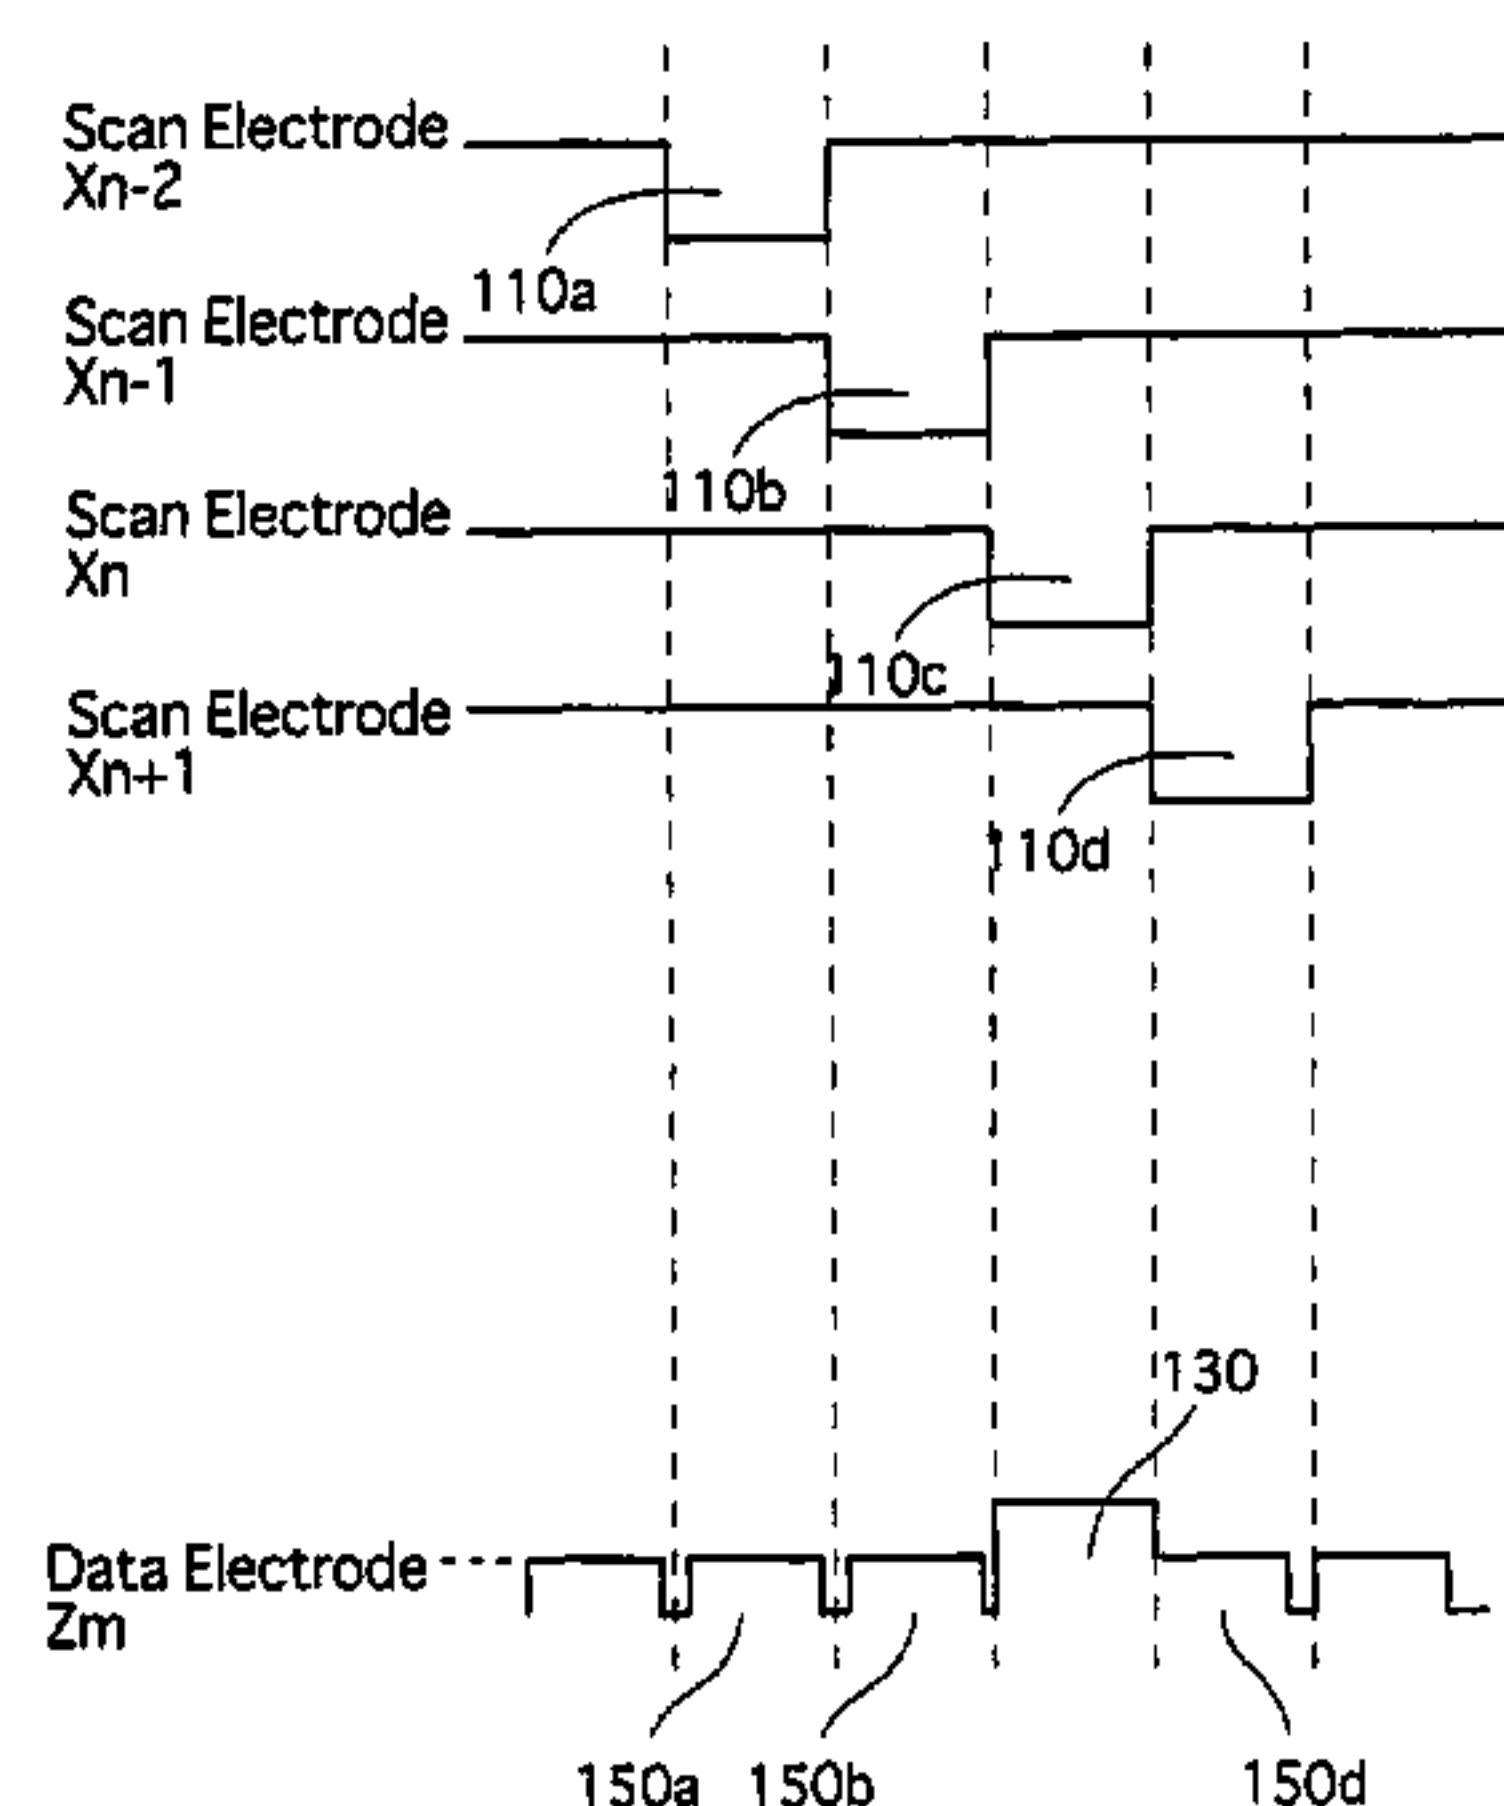 Scan Electrode
Xn-2
110a
Scan Electrode
Xn-1
110b
Scan Electrode
Xn
110c
Scan Electrode
Xn+1
110d
130
Data Electrode
Zm
150a 150b 150d